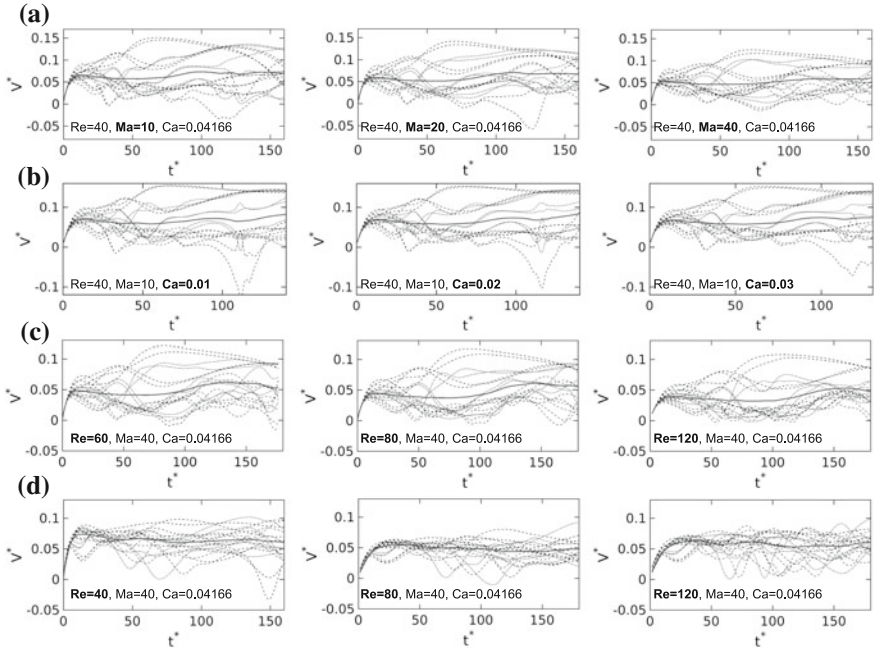 (a)
V*
0.15
0.10
0.05
0
-0.05
Re=40, Ma=10, Ca=0.04166
0 50 100 150
t*
V*
0.15
0.10
0.05
0
-0.05
Re=40, Ma=20, Ca=0.04166
0 50 100 150
t*
V*
0.15
0.10
0.05
0
-0.05
Re=40, Ma=40, Ca=0.04166
0 50 100 150
t*
(b)
V*
0.1
0
-0.1
Re=40, Ma=10, Ca=0.01
0 50 100
t*
V*
0.1
0
-0.1
Re=40, Ma=10, Ca=0.02
0 50 100
t*
V*
0.1
0
-0.1
Re=40, Ma=10, Ca=0.03
0 50 100
t*
(c)
V*
0.1
0.05
0
-0.05
Re=60, Ma=40, Ca=0.04166
0 50 100 150
t*
V*
0.1
0.05
0
-0.05
Re=80, Ma=40, Ca=0.04166
0 50 100 150
t*
V*
0.1
0.05
0
-0.05
Re=120, Ma=40, Ca=0.04166
0 50 100 150
t*
(d)
V*
0.1
0.05
0
-0.05
Re=40, Ma=40, Ca=0.04166
0 50 100 150
t*
V*
0.1
0.05
0
-0.05
Re=80, Ma=40, Ca=0.04166
0 50 100 150
t*
V*
0.1
0.05
0
-0.05
Re=120, Ma=40, Ca=0.04166
0 50 100 150
t*